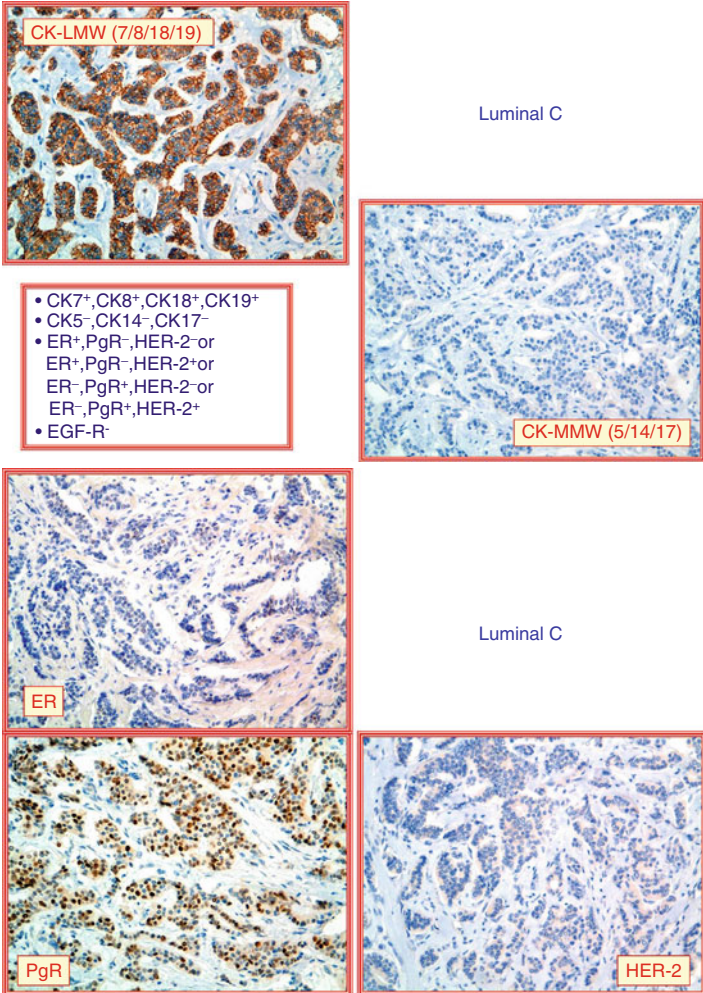 CK-LMW (7/8/18/19)
Luminal C
• CK7⁺,CK8⁺,CK18⁺,CK19⁺
• CK5⁻,CK14⁻,CK17⁻
• ER⁺,PgR⁻,HER-2⁻or
ER⁺,PgR⁻,HER-2⁺or
ER⁻,PgR⁺,HER-2⁻or
ER⁻,PgR⁺,HER-2⁺
• EGF-R⁻
CK-MMW (5/14/17)
ER
Luminal C
PgR
HER-2